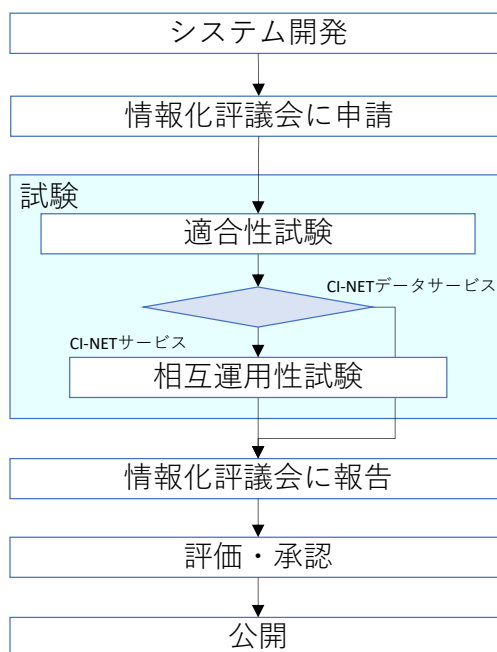 システム開発
情報化評議会に申請
試験
適合性試験
CI-NETデータサービス
CI-NETサービス
相互運用性試験
情報化評議会に報告
評価・承認
公開